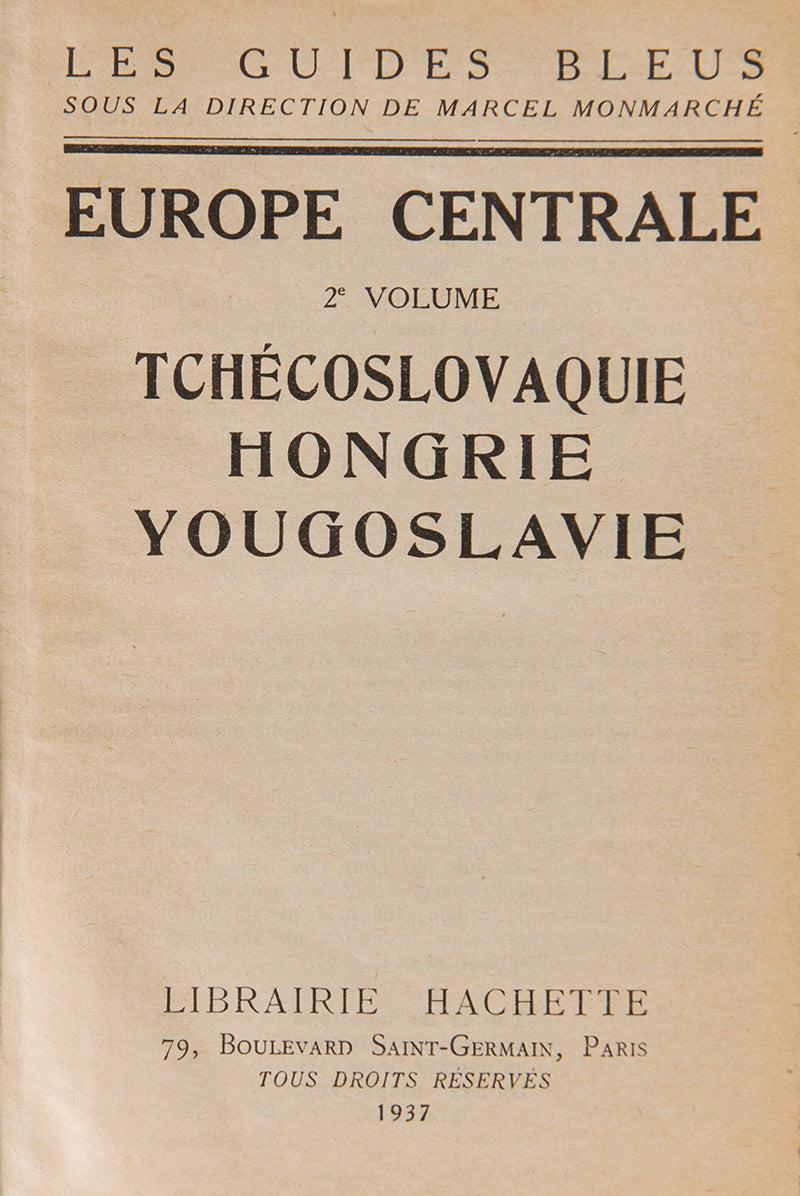 LES GUIDES BLEUS
SOUS LA DIRECTION DE MARCEL MONMARCHÉ
EUROPE CENTRALE
2e VOLUME
TCHÉCOSLOVAQUIE
HONGRIE
YOUGOSLAVIE
LIBRAIRIE HACHETTE
79, BOULEVARD SAINT-GERMAIN, PARIS
TOUS DROITS RÉSERVÉS
1937